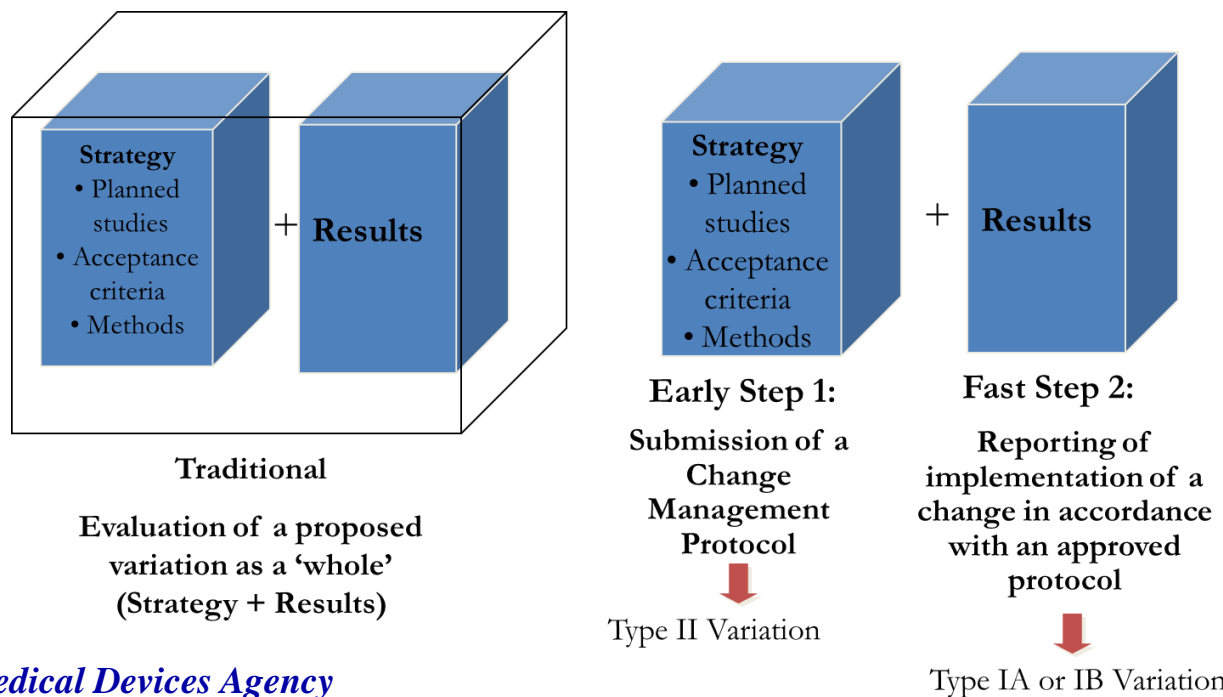 Strategy
• Planned
studies
• Acceptance
criteria
• Methods
+
Results
Traditional
Evaluation of a proposed
variation as a ‘whole’
(Strategy + Results)
Strategy
• Planned
studies
• Acceptance
criteria
• Methods
+
Results
Early Step 1:
Submission of a
Change
Management
Protocol
Type II Variation
Fast Step 2:
Reporting of
implementation of a
change in accordance
with an approved
protocol
Type IA or IB Variation
edical Devices Agency